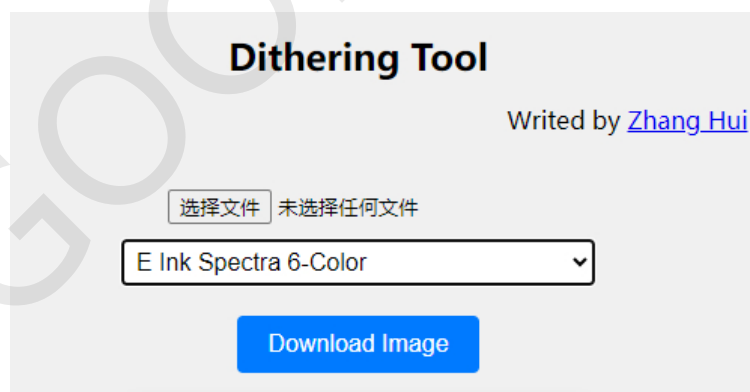 Dithering Tool
Writed by Zhang Hui
选择文件 未选择任何文件
E Ink Spectra 6-Color
Download Image